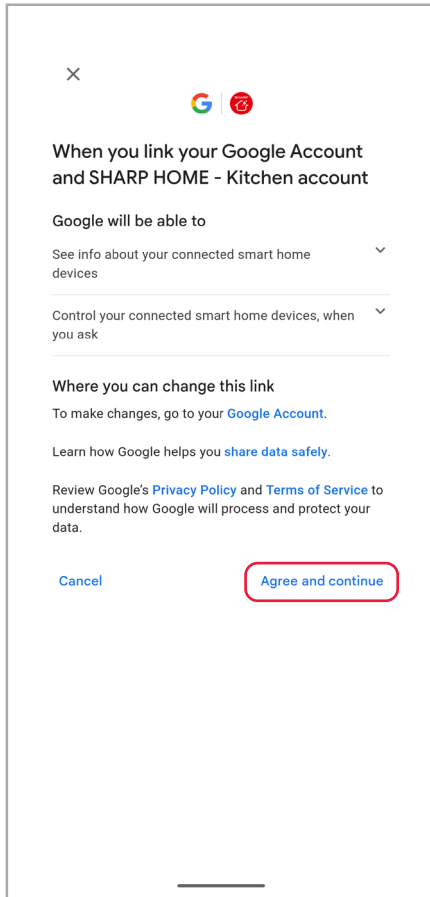 When you link your Google Account
and SHARP HOME - Kitchen account
Google will be able to
See info about your connected smart home
devices
Control your connected smart home devices, when
you ask
Where you can change this link
To make changes, go to your Google Account.
Learn how Google helps you share data safely.
Review Google's Privacy Policy and Terms of Service to
understand how Google will process and protect your
data.
Cancel
Agree and continue